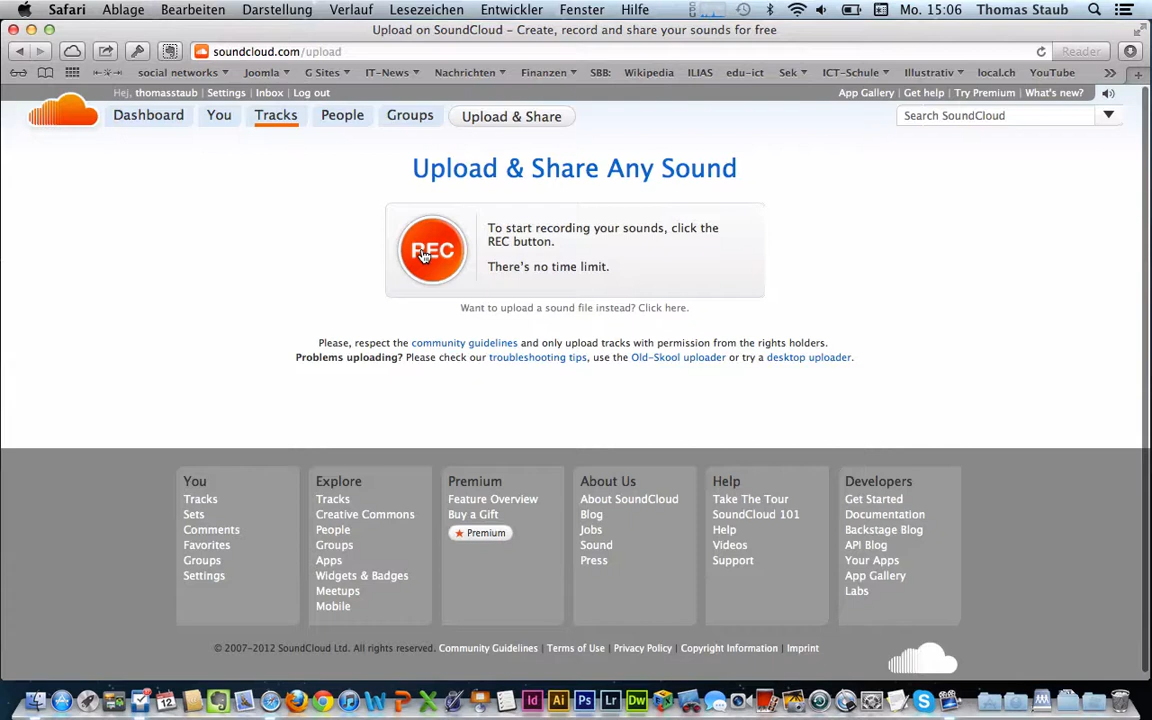 Safari Ablage Bearbeiten Darstellung Verlauf Lesezeichen Entwickler Fenster Hilfe Mo. 15:06 Thomas Staub
Upload on SoundCloud – Create, record and share your sounds for free
soundcloud.com/upload Reader
social networks Joomla G Sites IT-News Nachrichten Finanzen SBB: Wikipedia ILIAS edu-ict Sek ICT-Schule Illustrativ local.ch YouTube
Hej, thomasstaub Settings Inbox Log out App Gallery Get help Try Premium What's new?
Dashboard You Tracks People Groups Upload & Share Search SoundCloud
Upload & Share Any Sound
REC
To start recording your sounds, click the
REC button.
There's no time limit.
Want to upload a sound file instead? Click here.
Please, respect the community guidelines and only upload tracks with permission from the rights holders.
Problems uploading? Please check our troubleshooting tips, use the Old-Skool uploader or try a desktop uploader.
You
Tracks
Sets
Comments
Favorites
Groups
Settings
Explore
Tracks
Creative Commons
People
Groups
Apps
Widgets & Badges
Meetups
Mobile
Premium
Feature Overview
Buy a Gift
Premium
About Us
About SoundCloud
Blog
Jobs
Sound
Press
Help
Take The Tour
SoundCloud 101
Help
Videos
Support
Developers
Get Started
Documentation
Backstage Blog
API Blog
Your Apps
App Gallery
Labs
© 2007-2012 SoundCloud Ltd. All rights reserved. Community Guidelines Terms of Use Privacy Policy Copyright Information Imprint
12 Id Ai Ps Lr Dw